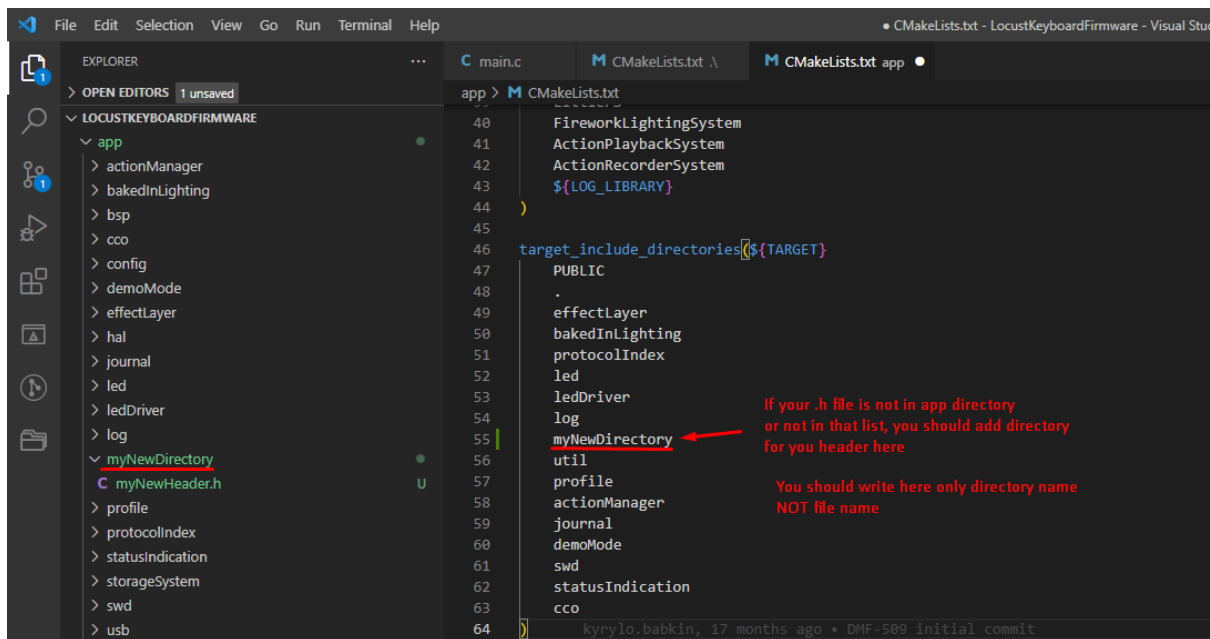 File Edit Selection View Go Run Terminal Help
● CMakeLists.txt - LocustKeyboardFirmware - Visual Stud
EXPLORER
...
C main.c
M CMakeLists.txt .\
M CMakeLists.txt app ●
> OPEN EDITORS 1 unsaved
LOCUSTKEYBOARDFIRMWARE
app
> actionManager
> bakedInLighting
> bsp
> cco
> config
> demoMode
> effectLayer
> hal
> journal
> led
> ledDriver
> log
myNewDirectory
C myNewHeader.h U
> profile
> protocolIndex
> statusIndication
> storageSystem
> swd
> usb
1
1
app > M CMakeLists.txt
40 FireworkLightingSystem
41 ActionPlaybackSystem
42 ActionRecorderSystem
43 ${LOG_LIBRARY}
44 )
45
46 target_include_directories(${TARGET}
47 PUBLIC
48 .
49 effectLayer
50 bakedInLighting
51 protocolIndex
52 led
53 ledDriver
54 log
55 myNewDirectory
56 util
57 profile
58 actionManager
59 journal
60 demoMode
61 swd
62 statusIndication
63 cco
64 ) kyrylo.babkin, 17 months ago • DMF-509 initial commit
If your .h file is not in app directory
or not in that list, you should add directory
for you header here
You should write here only directory name
NOT file name